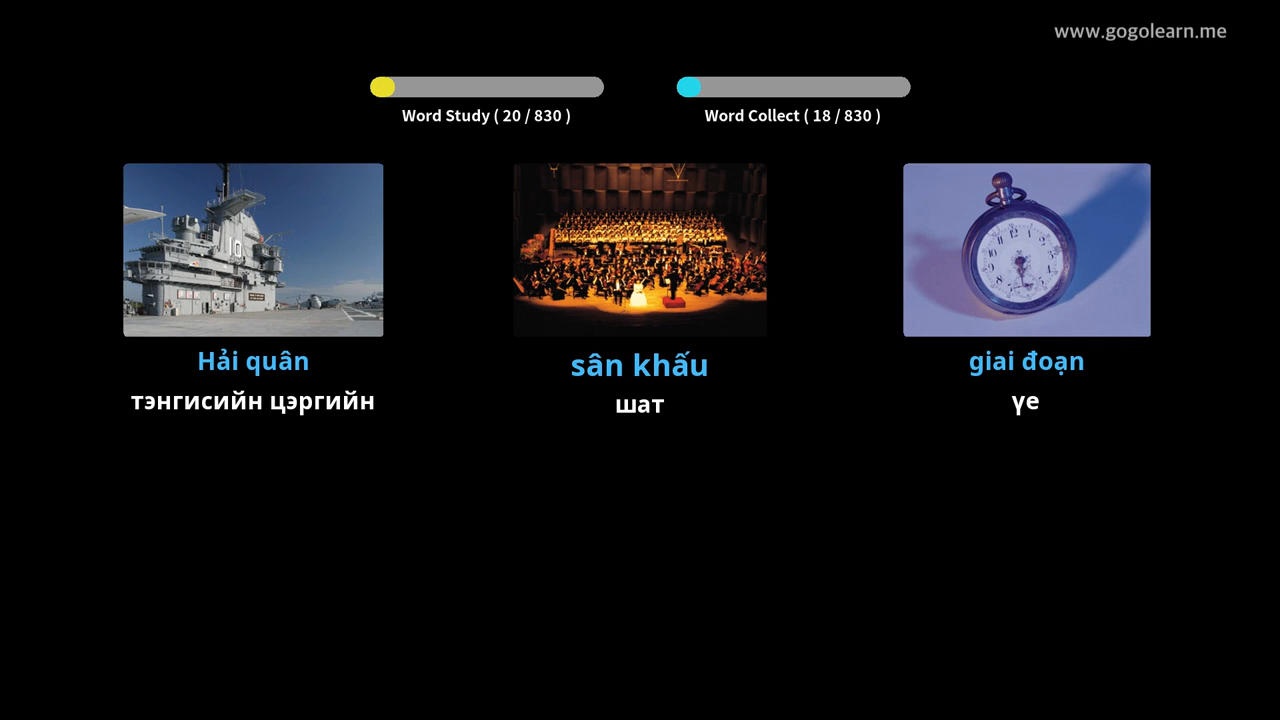 www.gogolearn.me
Word Study ( 20 / 830 )
Word Collect ( 18 / 830 )
10
Hải quân
тэнгисийн цэргийн
sân khấu
шат
giai đoạn
үе